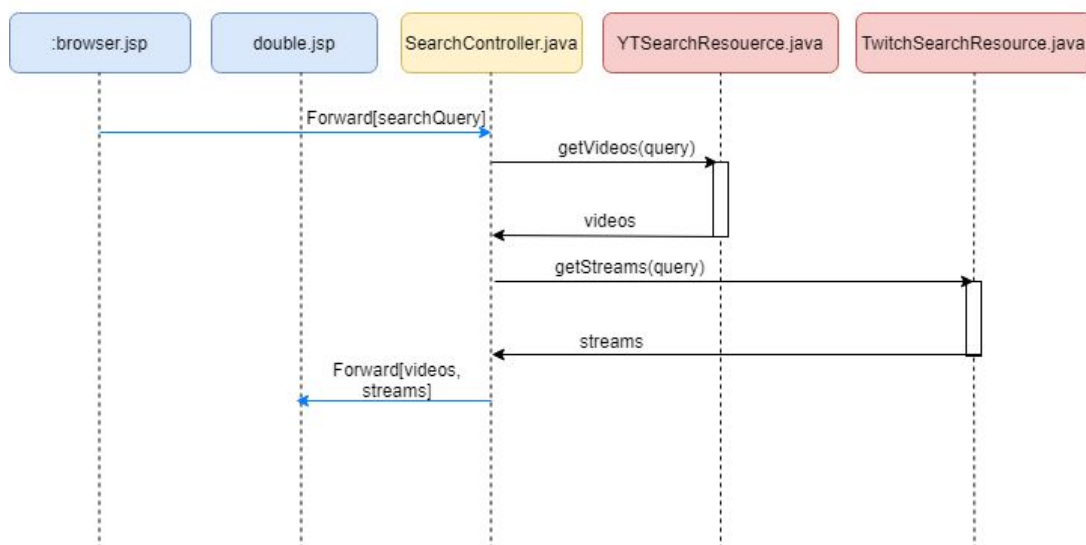 :browser.jsp
double.jsp
SearchController.java
YTSearchResouerce.java
TwitchSearchResource.java
Forward[searchQuery]
getVideos(query)
videos
getStreams(query)
streams
Forward[videos,
streams]